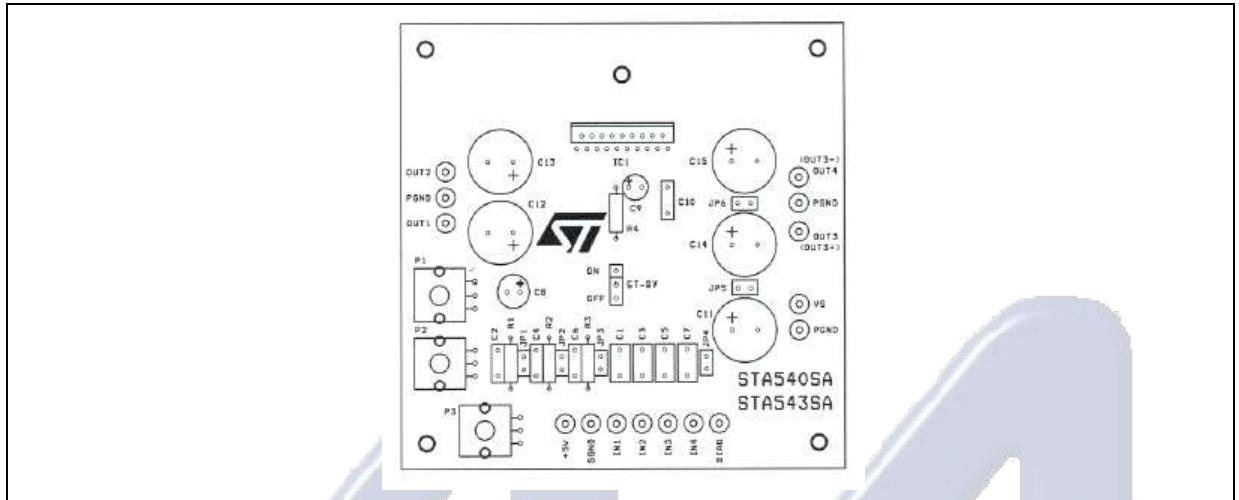 C13
IC1
C15
(OUT3-)
OUT4
OUT2
PGND
OUT1
C12
C9
C10
R4
JP6
PGND
C14
OUT3
(OUT3+)
ST
P1
C8
ON
ST-BY
OFF
JP5
C11
VS
PGND
P2
C2
R1
JP1
C4
R2
JP2
C6
R3
JP3
C1
C3
C5
C7
JP4
STA540SA
STA543SA
P3
+5V
SGND
IN1
IN2
IN3
IN4
DIAG